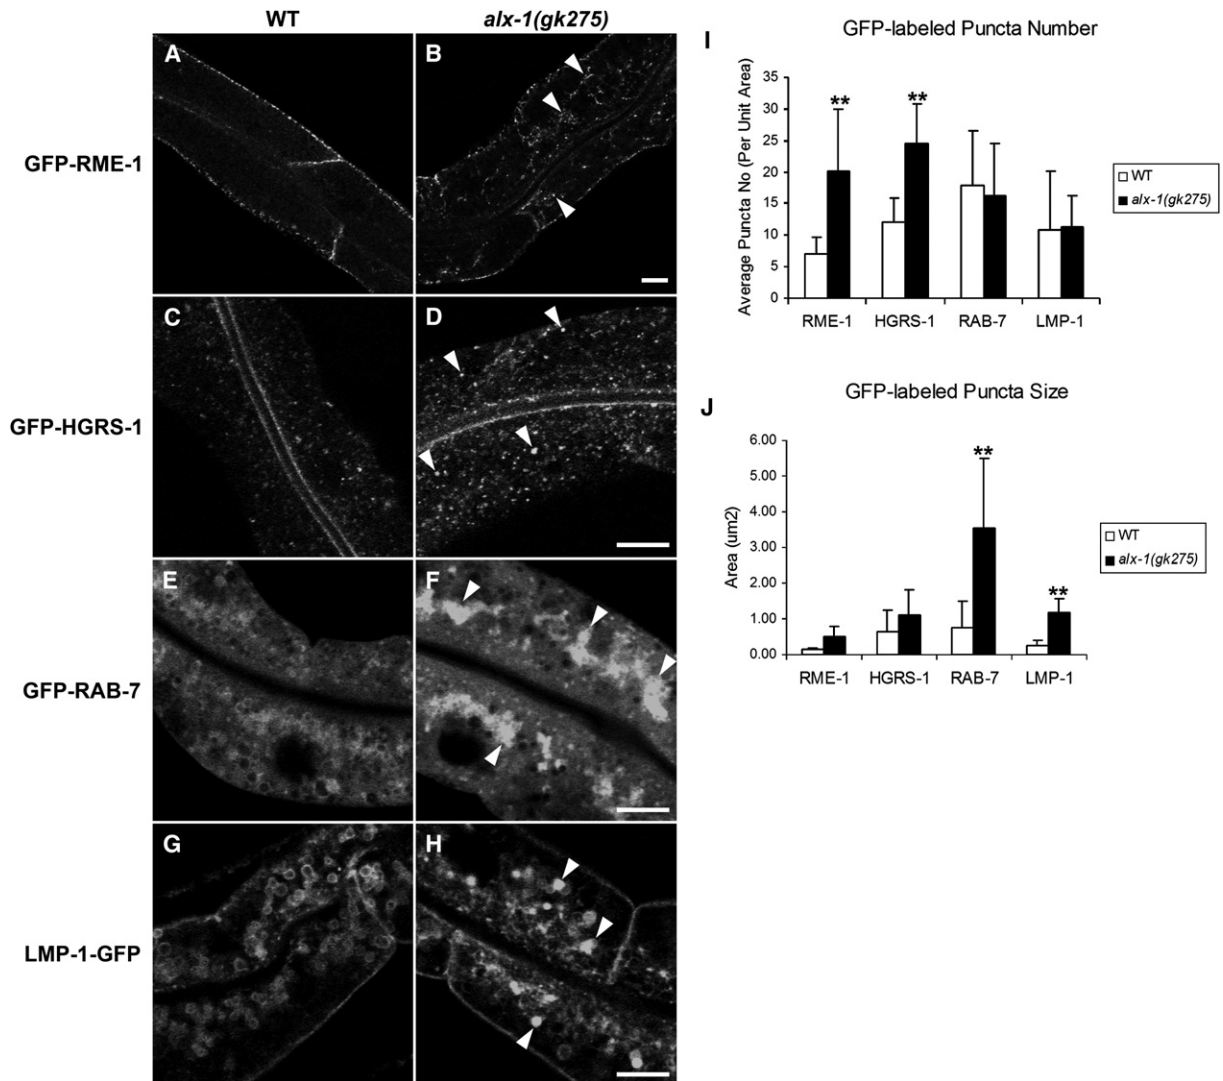 WT
alx-1(gk275)
GFP-RME-1
A
B
GFP-HGRS-1
C
D
GFP-RAB-7
E
F
LMP-1-GFP
G
H
I
GFP-labeled Puncta Number
Average Puncta No (Per Unit Area)
35
30
25
20
15
10
5
0
**
**
RME-1 HGRS-1 RAB-7 LMP-1
WT
alx-1(gk275)
J
GFP-labeled Puncta Size
Area (um2)
6.00
5.00
4.00
3.00
2.00
1.00
0.00
**
**
RME-1 HGRS-1 RAB-7 LMP-1
WT
alx-1(gk275)